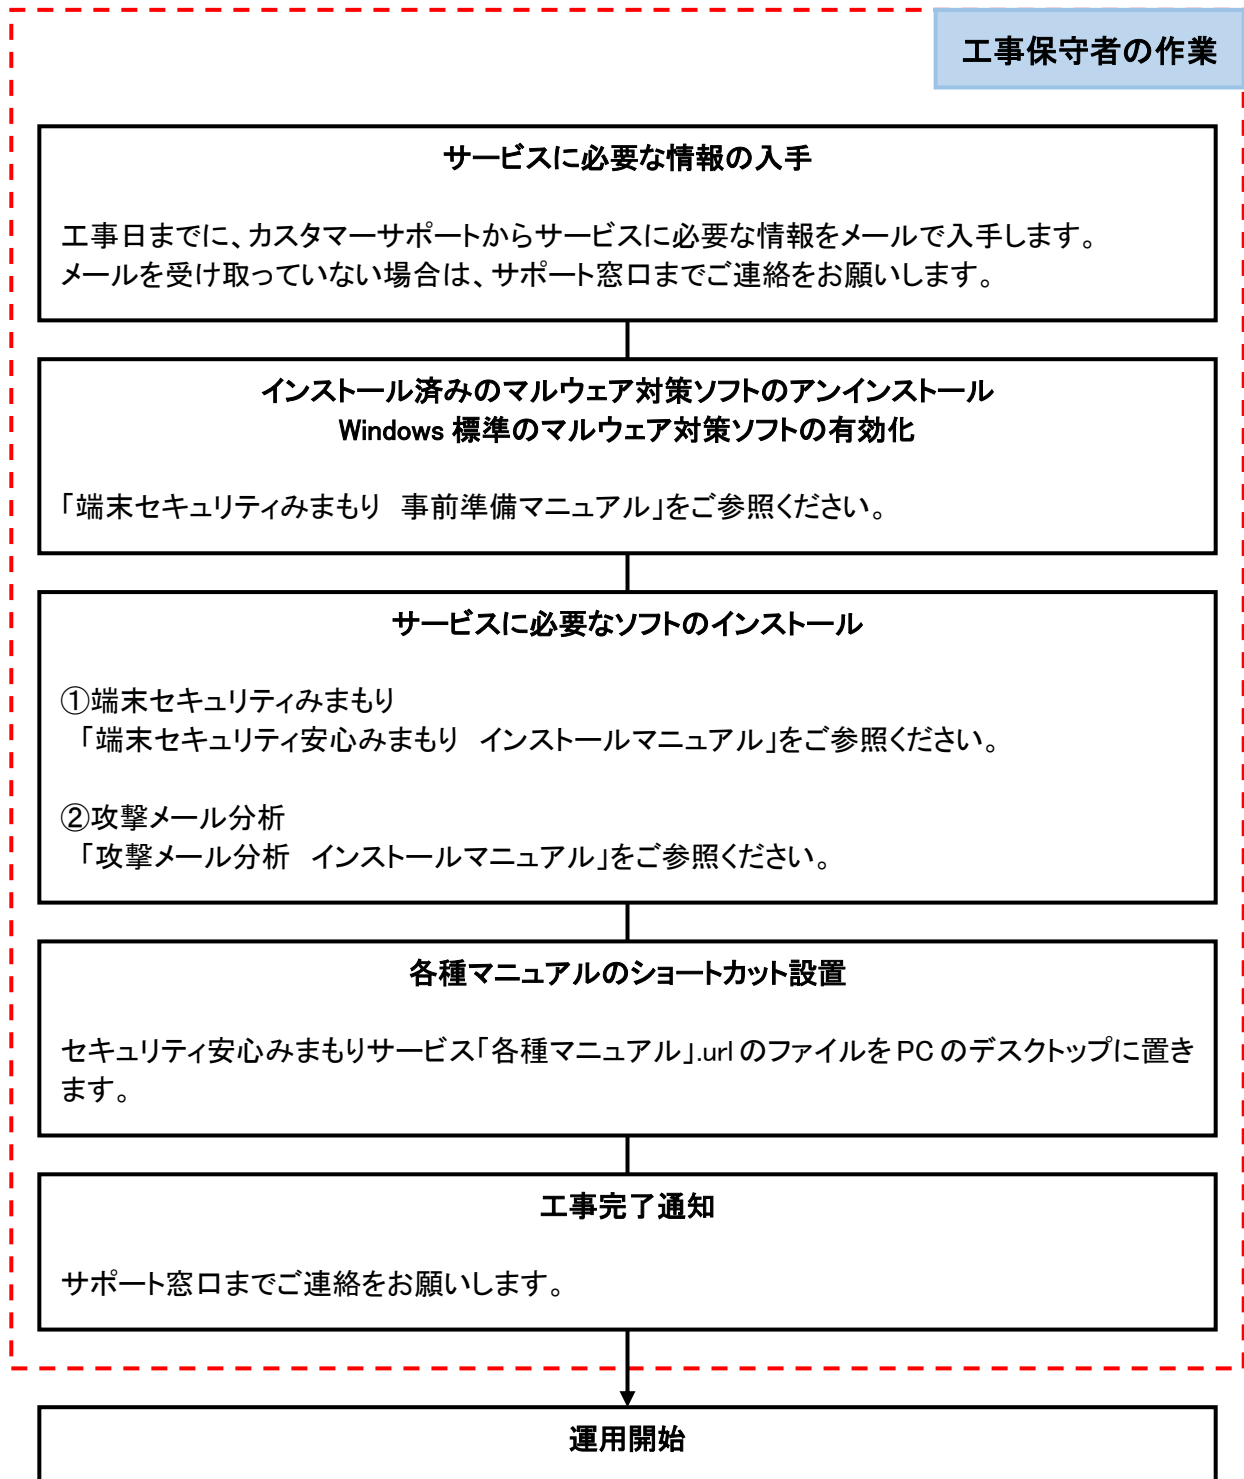 工事保守者の作業
サービスに必要な情報の入手
工事日までに、カスタマーサポートからサービスに必要な情報をメールで入手します。
メールを受け取っていない場合は、サポート窓口までご連絡をお願いします。
インストール済みのマルウェア対策ソフトのアンインストール
Windows 標準のマルウェア対策ソフトの有効化
「端末セキュリティみまもり　事前準備マニュアル」をご参照ください。
サービスに必要なソフトのインストール
①端末セキュリティみまもり
「端末セキュリティ安心みまもり　インストールマニュアル」をご参照ください。
②攻撃メール分析
「攻撃メール分析　インストールマニュアル」をご参照ください。
各種マニュアルのショートカット設置
セキュリティ安心みまもりサービス「各種マニュアル」.url のファイルを PC のデスクトップに置き
ます。
工事完了通知
サポート窓口までご連絡をお願いします。
運用開始